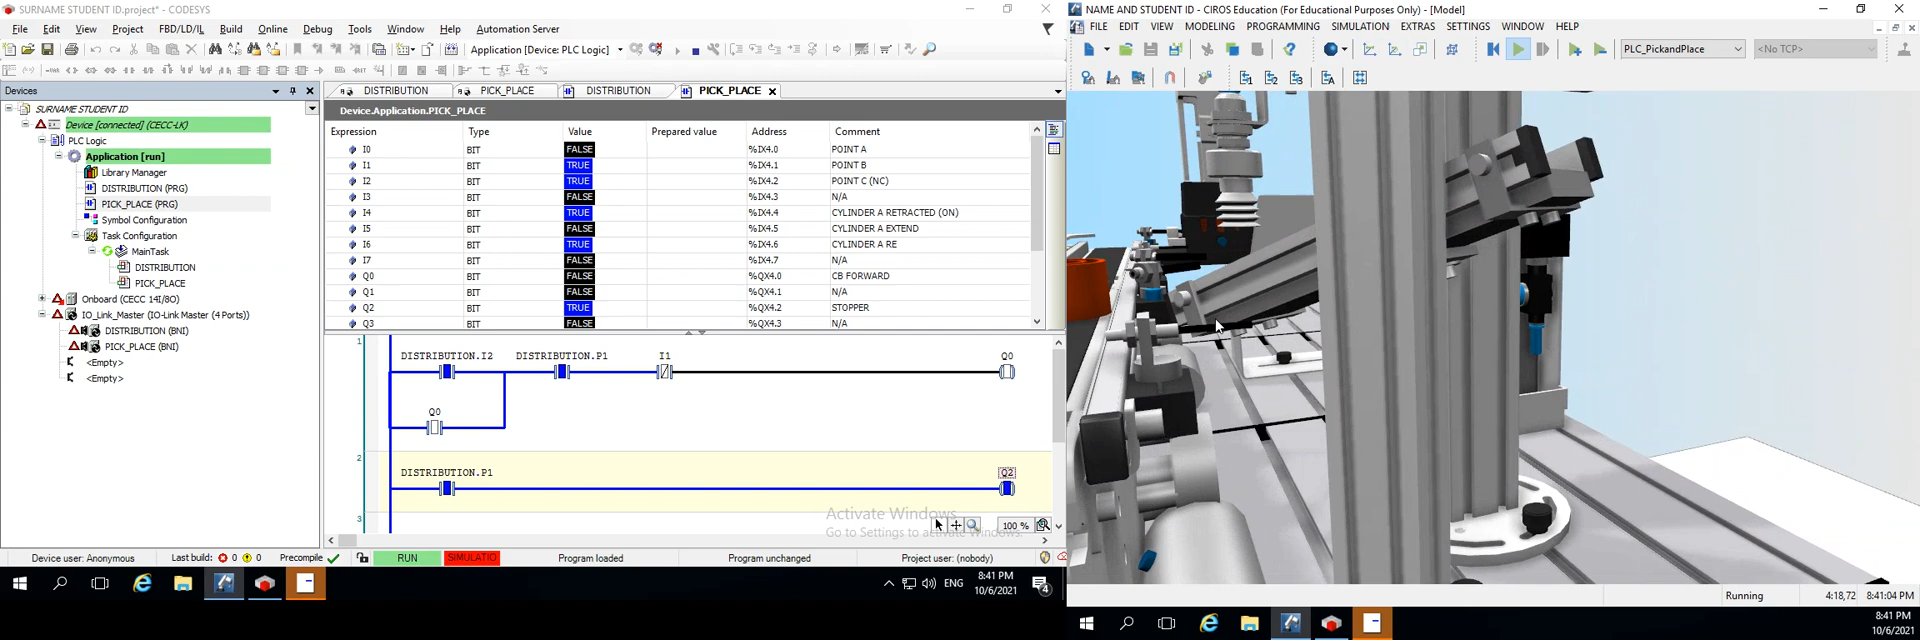 SURNAME STUDENT ID.project* - CODESYS
File Edit View Project FBD/LD/IL Build Online Debug Tools Window Help Automation Server
Application [Device: PLC Logic]
Devices
SURNAME STUDENT ID
Device [connected] (CECC-LK)
PLC Logic
Application [run]
Library Manager
DISTRIBUTION (PRG)
PICK_PLACE (PRG)
Symbol Configuration
Task Configuration
MainTask
DISTRIBUTION
PICK_PLACE
Onboard (CECC 14I/8O)
IO_Link_Master (IO-Link Master (4 Ports))
DISTRIBUTION (BNI)
PICK_PLACE (BNI)
<Empty>
<Empty>
DISTRIBUTION PICK_PLACE DISTRIBUTION PICK_PLACE
Device.Application.PICK_PLACE
Expression Type Value Prepared value Address Comment
I0 BIT FALSE %IX4.0 POINT A
I1 BIT TRUE %IX4.1 POINT B
I2 BIT TRUE %IX4.2 POINT C (NC)
I3 BIT FALSE %IX4.3 N/A
I4 BIT TRUE %IX4.4 CYLINDER A RETRACTED (ON)
I5 BIT FALSE %IX4.5 CYLINDER A EXTEND
I6 BIT TRUE %IX4.6 CYLINDER A RE
I7 BIT FALSE %IX4.7 N/A
Q0 BIT FALSE %QX4.0 CB FORWARD
Q1 BIT FALSE %QX4.1 N/A
Q2 BIT TRUE %QX4.2 STOPPER
Q3 BIT FALSE %QX4.3 N/A
1
DISTRIBUTION.I2 DISTRIBUTION.P1 I1 Q0
Q0
2
DISTRIBUTION.P1 Q2
3
Activate Windows
Go to Settings to activate Windows.
100 %
Device user: Anonymous Last build: 0 0 Precompile RUN SIMULATIO Program loaded Program unchanged Project user: (nobody)
ENG 8:41 PM
10/6/2021
4
NAME AND STUDENT ID - CIROS Education (For Educational Purposes Only) - [Model]
FILE EDIT VIEW MODELING PROGRAMMING SIMULATION EXTRAS SETTINGS WINDOW HELP
PLC_PickandPlace <No TCP>
Running 4:18,72 8:41:04 PM
8:41 PM
10/6/2021